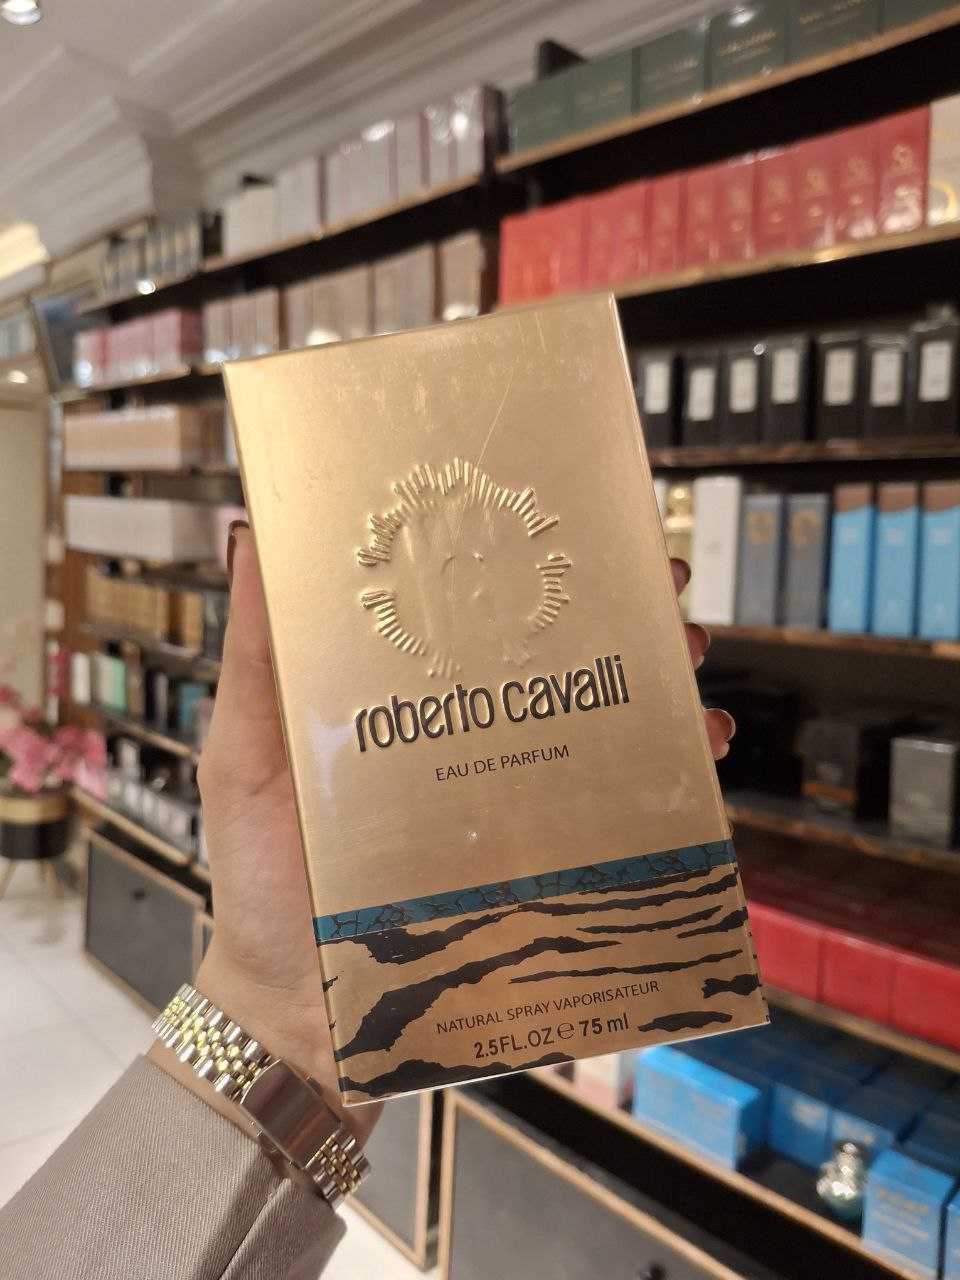 roberto cavalli
EAU DE PARFUM
NATURAL SPRAY VAPORISATEUR
2.5FL.OZ e 75 ml